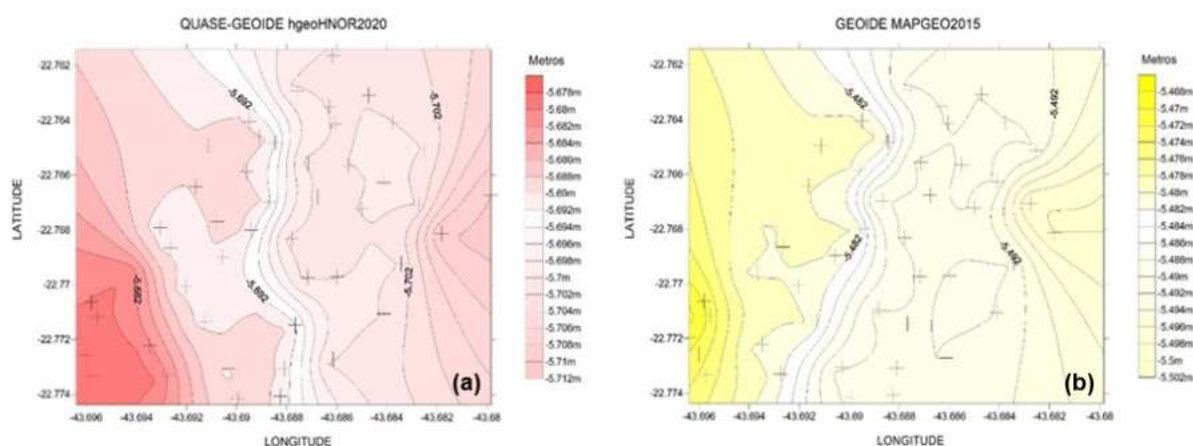 QUASE-GEOIDE hgeoHNOR2020
-22.762
-22.764
-22.766
-22.768
-22.77
-22.772
-22.774
LATITUDE
-5.692
-5.702
-5.682
-5.692
-5.702
(a)
-43.696 -43.694 -43.692 -43.69 -43.688 -43.686 -43.684 -43.682 -43.68
LONGITUDE
Metros
-5.678m
-5.68m
-5.682m
-5.684m
-5.686m
-5.688m
-5.69m
-5.692m
-5.694m
-5.696m
-5.698m
-5.7m
-5.702m
-5.704m
-5.706m
-5.708m
-5.71m
-5.712m
GEOIDE MAPGEO2015
-22.762
-22.764
-22.766
-22.768
-22.77
-22.772
-22.774
LATITUDE
-5.482
-5.492
-5.482
-5.492
(b)
-43.696 -43.694 -43.692 -43.69 -43.688 -43.686 -43.684 -43.682 -43.68
LONGITUDE
Metros
-5.47m
-5.472m
-5.474m
-5.476m
-5.478m
-5.48m
-5.482m
-5.484m
-5.488m
-5.49m
-5.492m
-5.494m
-5.496m
-5.498m
-5.5m
-5.502m